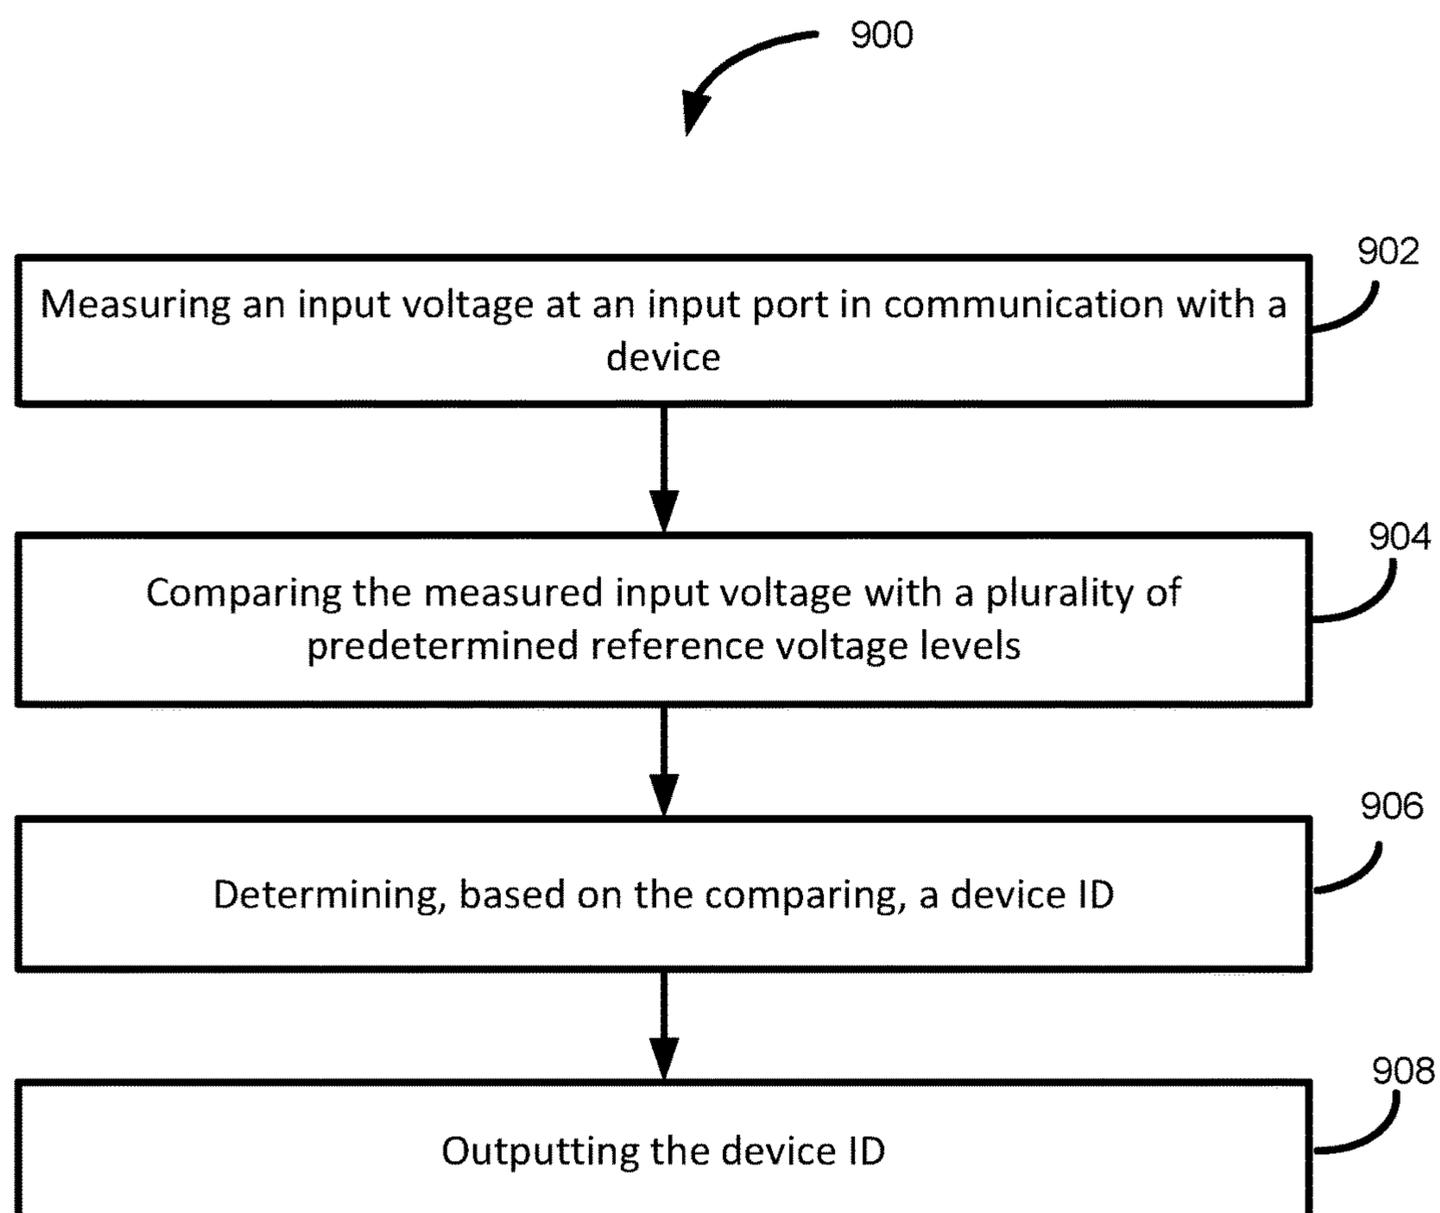 900
902
Measuring an input voltage at an input port in communication with a
device
904
Comparing the measured input voltage with a plurality of
predetermined reference voltage levels
906
Determining, based on the comparing, a device ID
908
Outputting the device ID